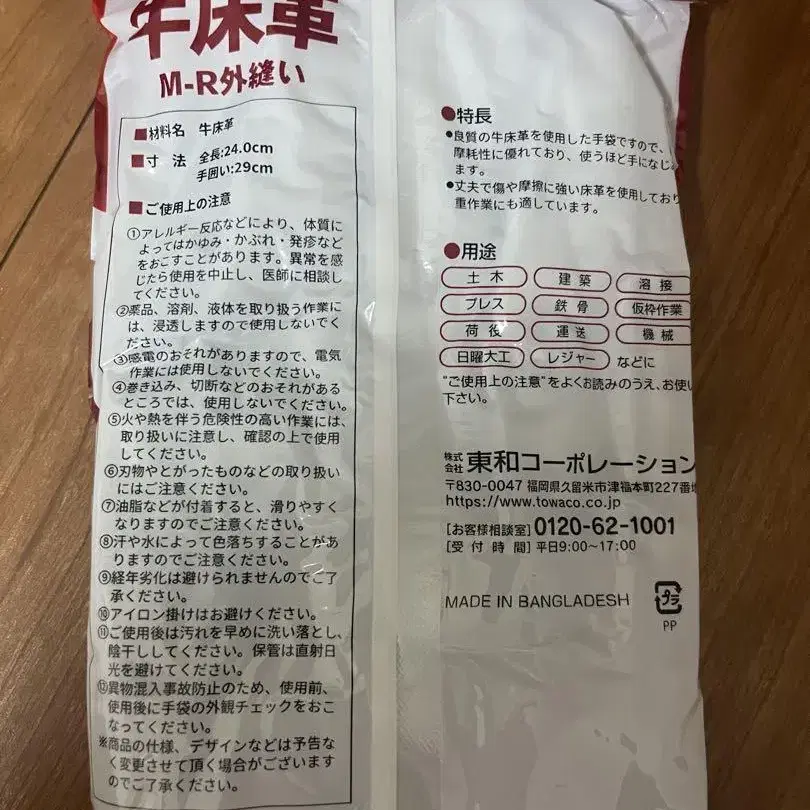 牛床革
M-R外縫い
■材料名 牛床革
■寸 法 全長:24.0cm
手囲い:29cm
■ご使用上の注意
①アレルギー反応などにより、体質に
よってはかゆみ・かぶれ・発疹など
をおこすことがあります。異常を感
じたら使用を中止し、医師に相談し
てください。
②薬品、溶剤、液体を取り扱う作業に
は、浸透しますので使用しないでく
ださい。
③感電のおそれがありますので、電気
作業には使用しないでください。
④巻き込み、切断などのおそれがある
ところでは、使用しないでください。
⑤火や熱を伴う危険性の高い作業には、
取り扱いに注意し、確認の上で使用
してください。
⑥刃物やとがったものなどの取り扱い
にはご注意ください。
⑦油脂などが付着すると、滑りやすく
なりますのでご注意ください。
⑧汗や水によって色落ちすることがあ
りますのでご注意ください。
⑨経年劣化は避けられませんのでご了
承ください。
⑩アイロン掛けはお避けください。
⑪ご使用後は汚れを早めに洗い落とし、
陰干ししてください。保管は直射日
光を避けてください。
⑫異物混入事故防止のため、使用前、
使用後に手袋の外観チェックをおこ
なってください。
※商品の仕様、デザインなどは予告な
く変更させて頂く場合がございます
のでご了承ください。
●特長
●良質の牛床革を使用した手袋ですので、
摩耗性に優れており、使うほど手になじ
ます。
●丈夫で傷や摩擦に強い床革を使用しており
重作業にも適しています。
●用途
土木 建築 溶接
プレス 鉄骨 仮枠作業
荷役 運送 機械
日曜大工 レジャー などに
"ご使用上の注意"をよくお読みのうえ、お使い
下さい。
株式会社 東和コーポレーション
〒830-0047 福岡県久留米市津福本町227番地
https://www.towaco.co.jp
[お客様相談室] 0120-62-1001
[受付時間] 平日9:00〜17:00
MADE IN BANGLADESH
プラ
PP